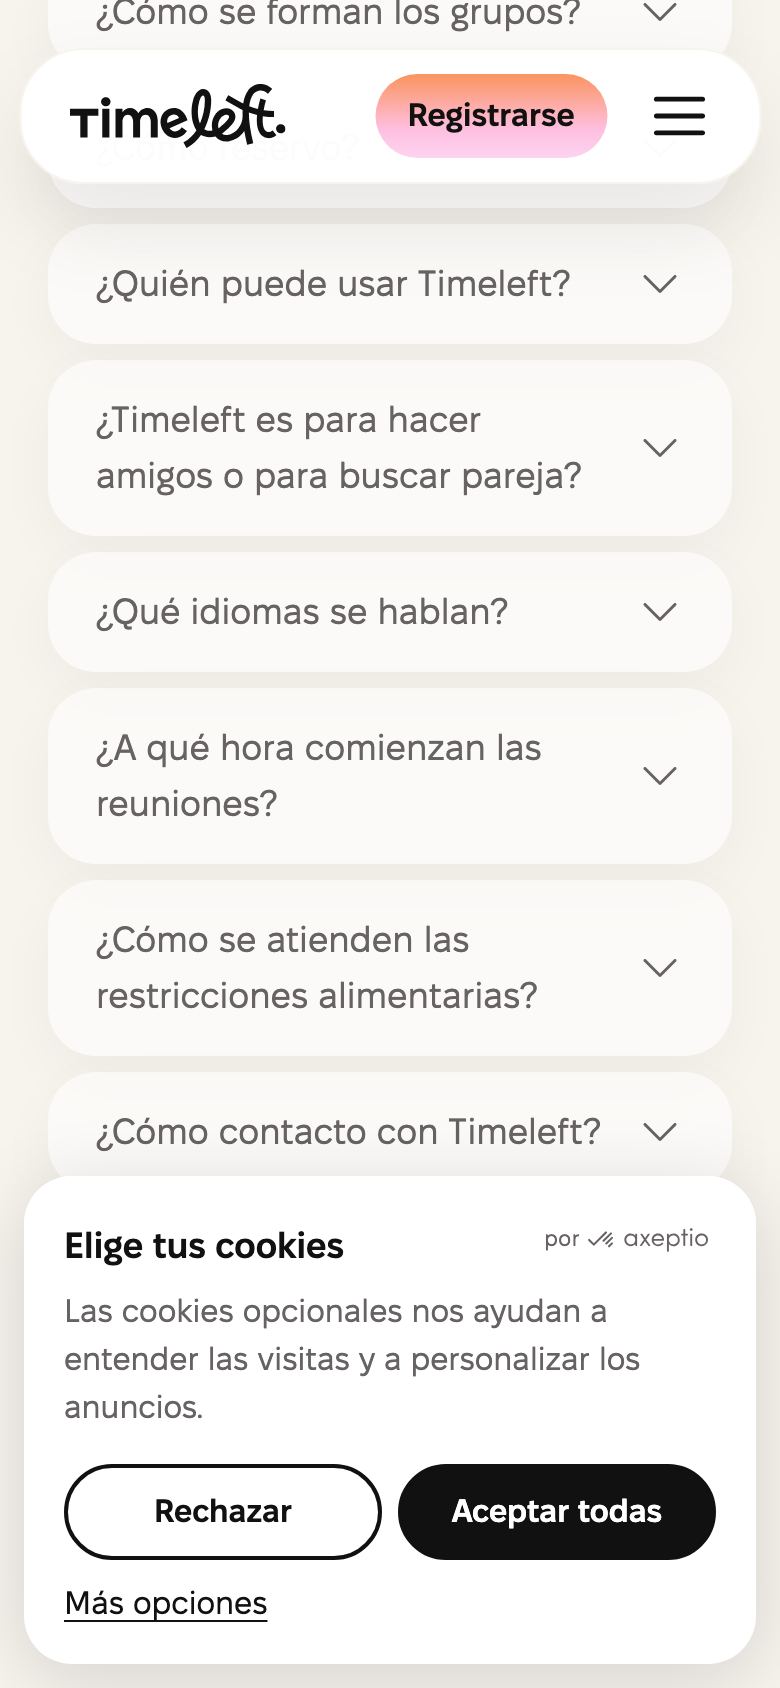 ¿Cómo se forman los grupos?
Timeleft.
Registrarse
¿Cómo reservo?
¿Quién puede usar Timeleft?
¿Timeleft es para hacer
amigos o para buscar pareja?
¿Qué idiomas se hablan?
¿A qué hora comienzan las
reuniones?
¿Cómo se atienden las
restricciones alimentarias?
¿Cómo contacto con Timeleft?
Elige tus cookies
por axeptio
Las cookies opcionales nos ayudan a
entender las visitas y a personalizar los
anuncios.
Rechazar
Aceptar todas
Más opciones